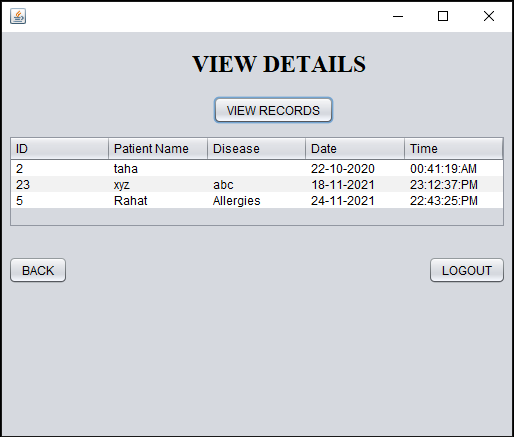 VIEW DETAILS
VIEW RECORDS
ID Patient Name Disease Date Time
2 taha 22-10-2020 00:41:19:AM
23 xyz abc 18-11-2021 23:12:37:PM
5 Rahat Allergies 24-11-2021 22:43:25:PM
BACK LOGOUT